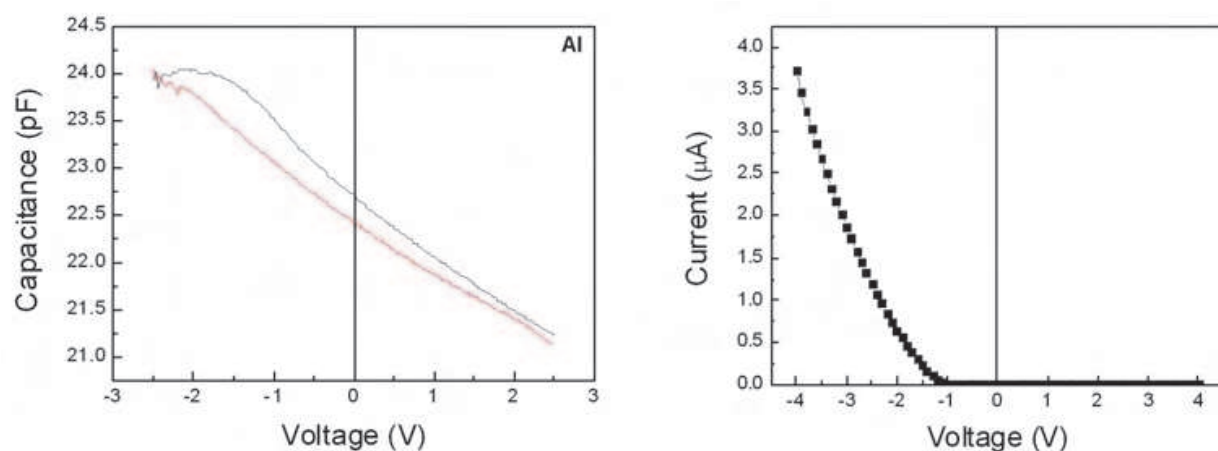 Al
Capacitance (pF)
24.5
24.0
23.5
23.0
22.5
22.0
21.5
21.0
-3 -2 -1 0 1 2 3
Voltage (V)
Current (μA)
4.0
3.5
3.0
2.5
2.0
1.5
1.0
0.5
0.0
-4 -3 -2 -1 0 1 2 3 4
Voltage (V)